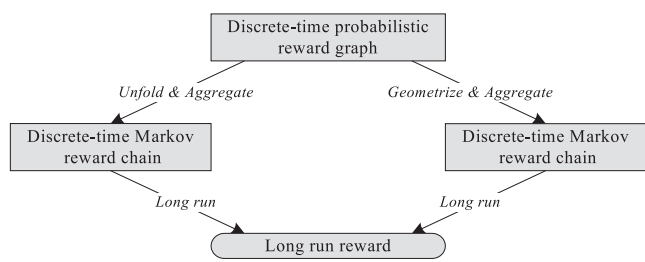 Discrete-time probabilistic
reward graph
Unfold & Aggregate
Geometrize & Aggregate
Discrete-time Markov
reward chain
Discrete-time Markov
reward chain
Long run
Long run
Long run reward